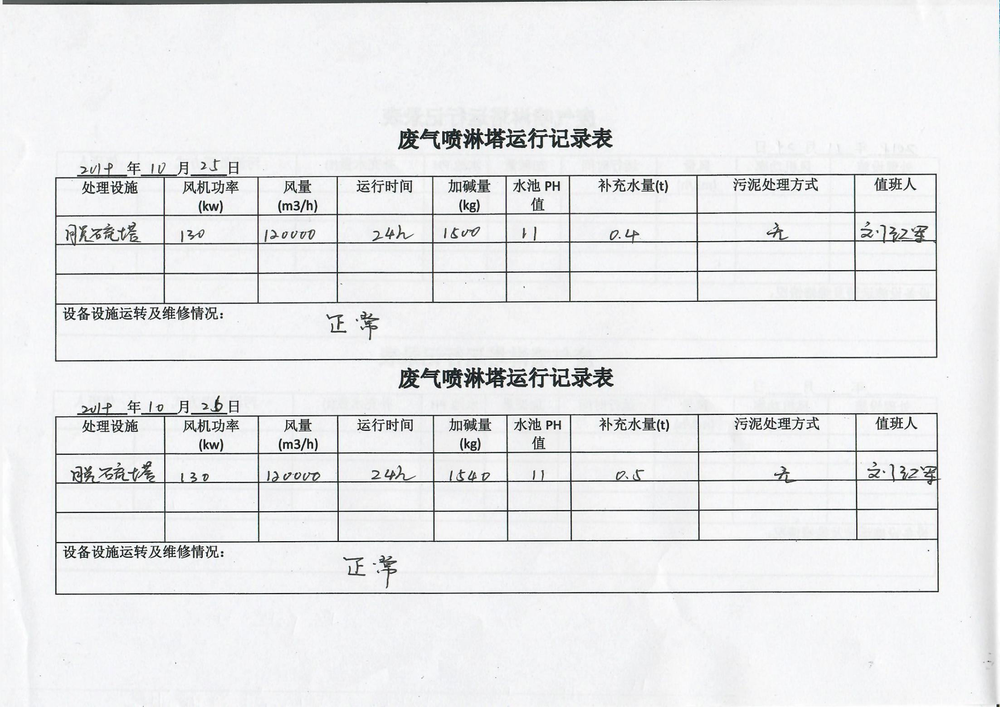 废气喷淋塔运行记录表
2019 年 10 月 25 日
处理设施 风机功率(kw) 风量(m3/h) 运行时间 加碱量(kg) 水池 PH值 补充水量(t) 污泥处理方式 值班人
脱硫塔 130 120000 24h 1500 11 0.4 无 刘红军
设备设施运转及维修情况： 正常
废气喷淋塔运行记录表
2019 年 10 月 26 日
处理设施 风机功率(kw) 风量(m3/h) 运行时间 加碱量(kg) 水池 PH值 补充水量(t) 污泥处理方式 值班人
脱硫塔 130 120000 24h 1540 11 0.5 无 刘红军
设备设施运转及维修情况： 正常